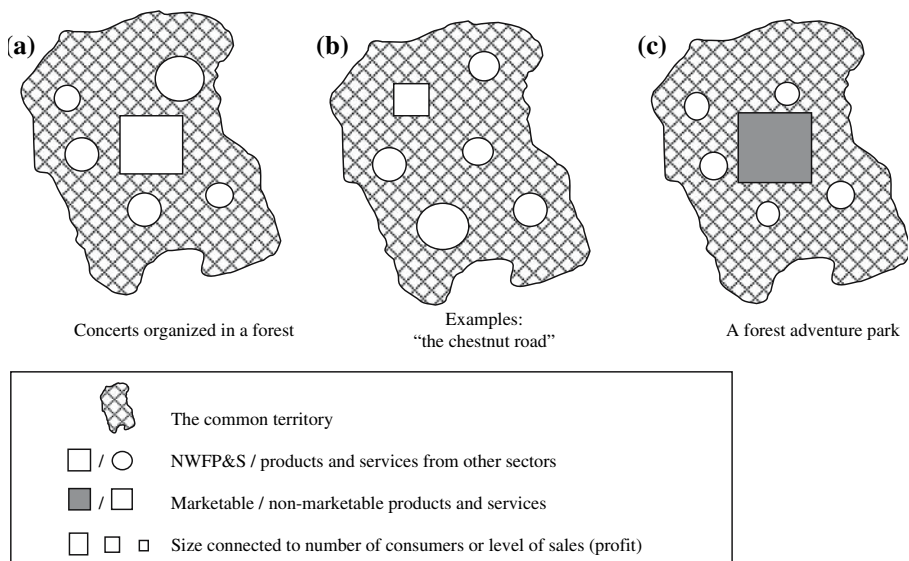 (a)
(b)
(c)
Concerts organized in a forest
Examples:
“the chestnut road”
A forest adventure park
The common territory
/ NWFP&S / products and services from other sectors
/ Marketable / non-marketable products and services
Size connected to number of consumers or level of sales (profit)